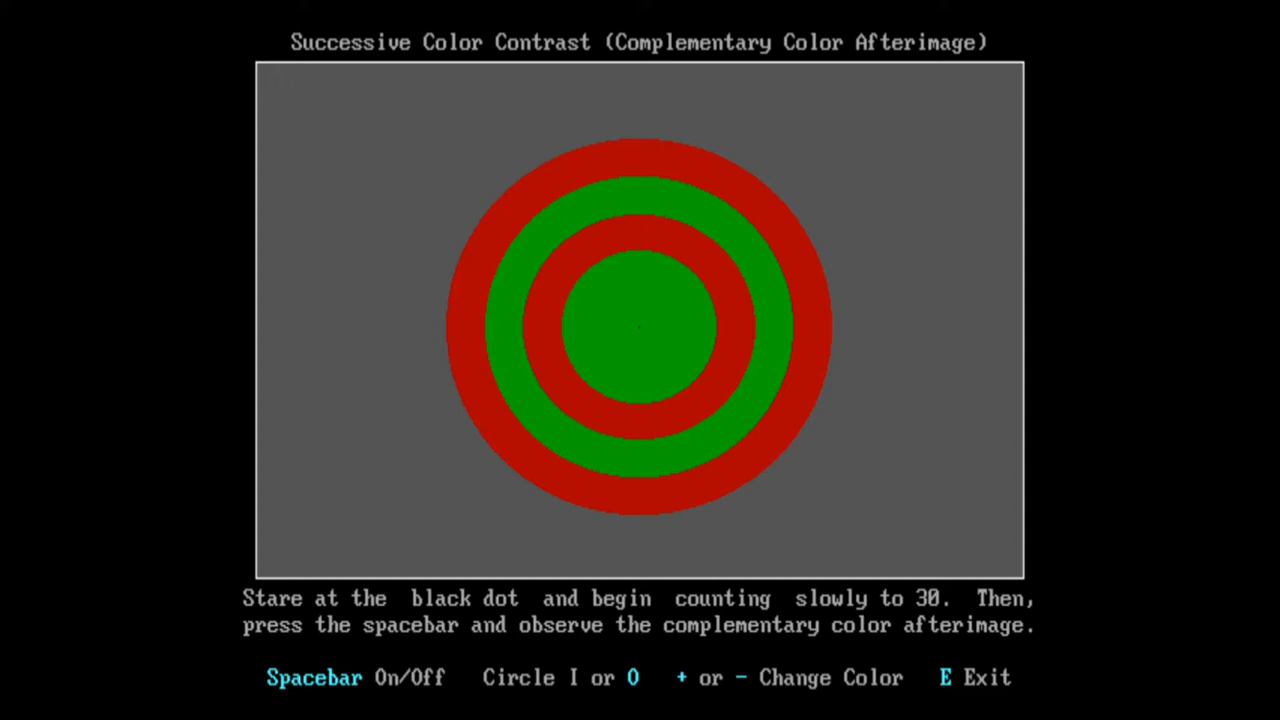 Successive Color Contrast (Complementary Color Afterimage)
Stare at the black dot and begin counting slowly to 30. Then,
press the spacebar and observe the complementary color afterimage.
Spacebar On/Off Circle I or O + or - Change Color E Exit